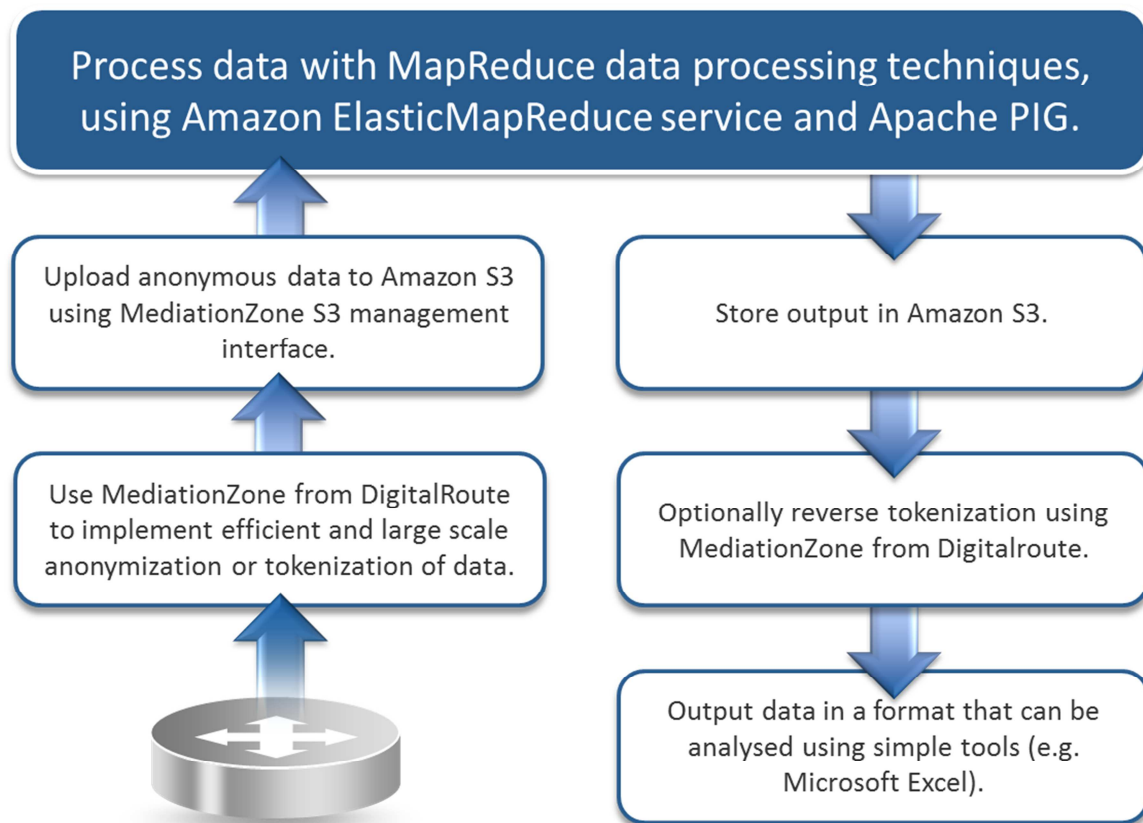 Process data with MapReduce data processing techniques,
using Amazon ElasticMapReduce service and Apache PIG.
Upload anonymous data to Amazon S3
using MediationZone S3 management
interface.
Use MediationZone from DigitalRoute
to implement efficient and large scale
anonymization or tokenization of data.
Store output in Amazon S3.
Optionally reverse tokenization using
MediationZone from Digitalroute.
Output data in a format that can be
analysed using simple tools (e.g.
Microsoft Excel).